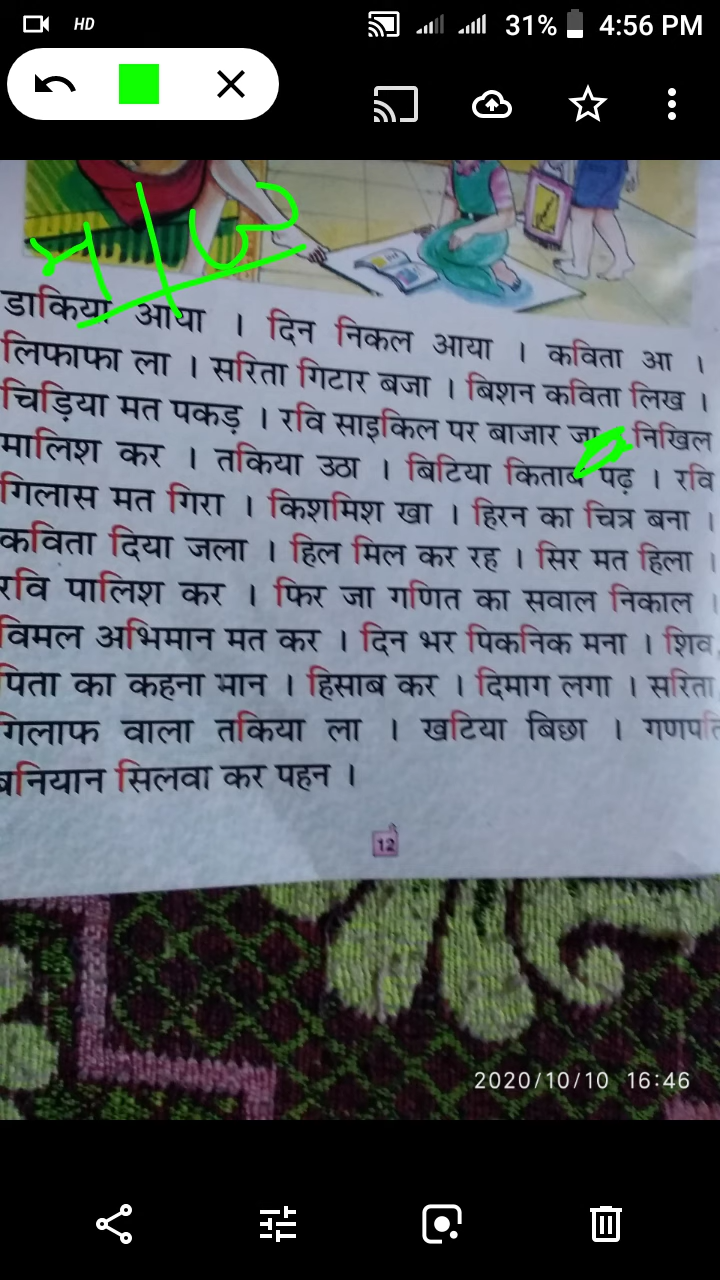 HD 31% 4:56 PM
डाकिया आया । दिन निकल आया । कविता आ ।
लिफाफा ला । सरिता गिटार बजा । बिशन कविता लिख ।
चिड़िया मत पकड़ । रवि साइकिल पर बाजार जा निखिल
मालिश कर । तकिया उठा । बिटिया किताब पढ़ । रवि
गिलास मत गिरा । किशमिश खा । हिरन का चित्र बना ।
कविता दिया जला । हिल मिल कर रह । सिर मत हिला ।
रवि पालिश कर । फिर जा गणित का सवाल निकाल ।
विमल अभिमान मत कर । दिन भर पिकनिक मना । शिव
पिता का कहना मान । हिसाब कर । दिमाग लगा । सरिता
गिलाफ वाला तकिया ला । खटिया बिछा । गणपति
बनियान सिलवा कर पहन ।
12
2020/10/10 16:46